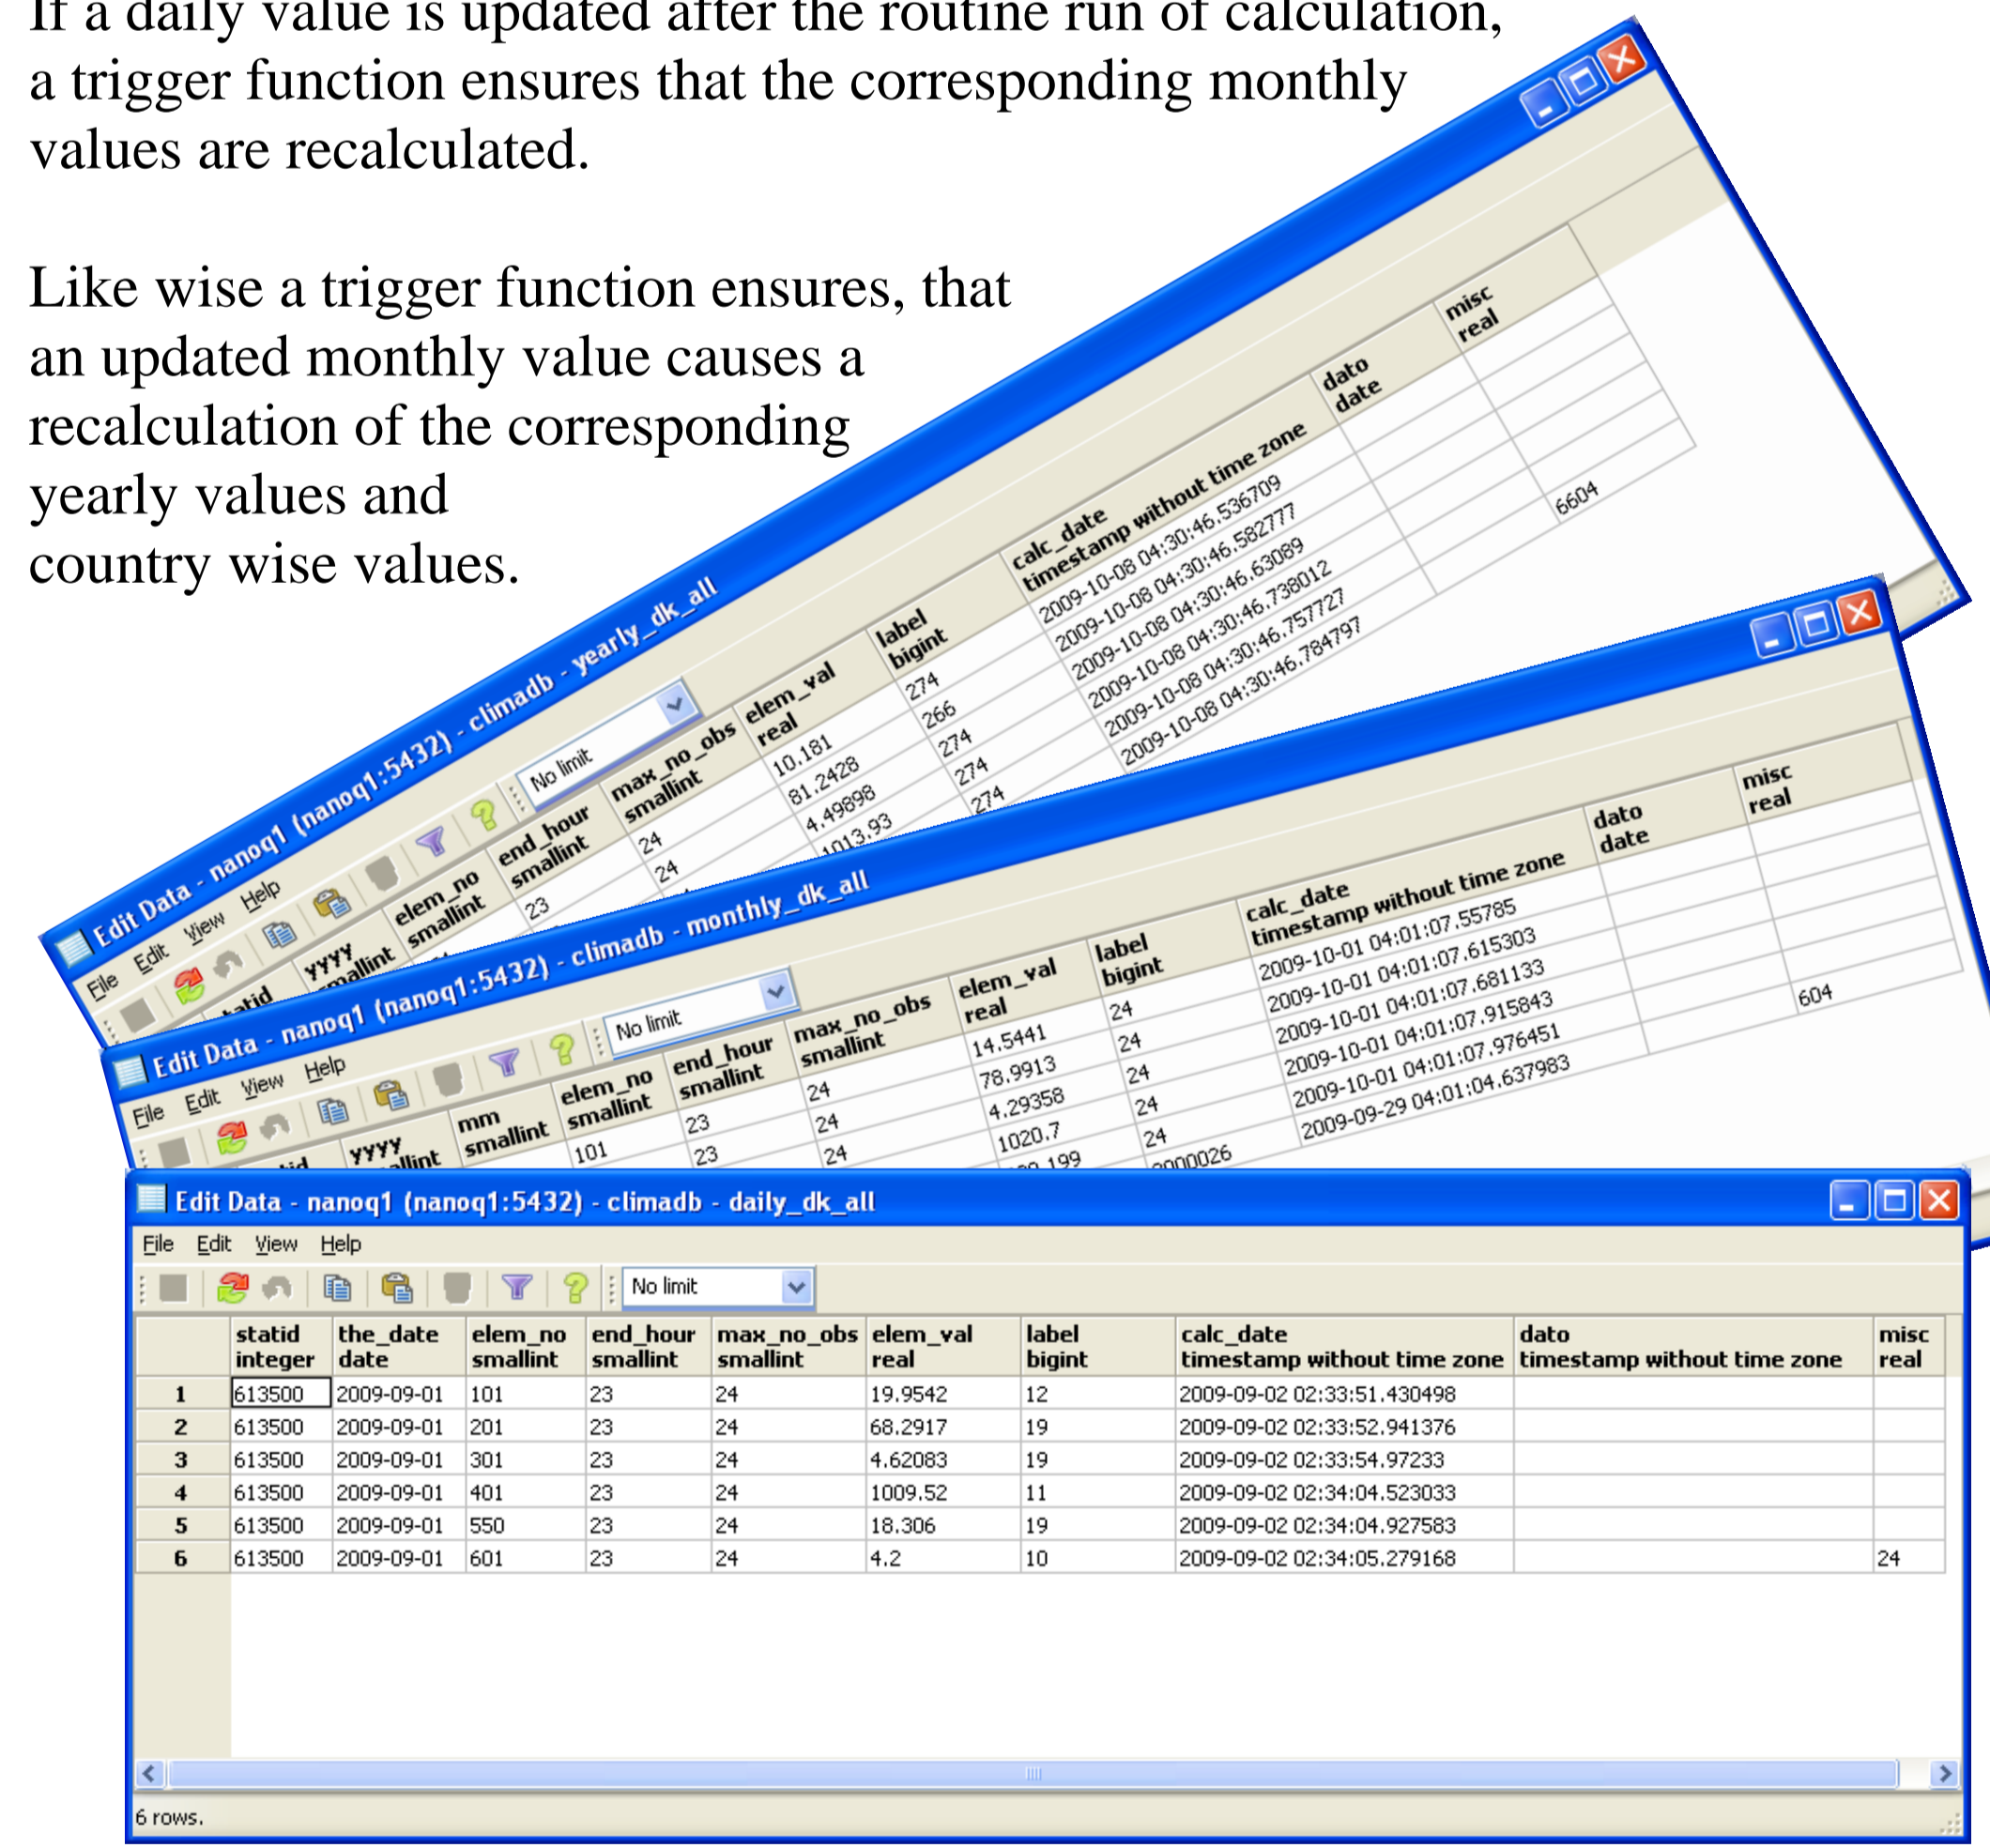 If a daily value is updated after the routine run of calculation,
a trigger function ensures that the corresponding monthly
values are recalculated.
Like wise a trigger function ensures, that
an updated monthly value causes a
recalculation of the corresponding
yearly values and
country wise values.
Edit Data - nanoq1 (nanoq1:5432) - climadb - yearly_dk_all
File Edit View Help
No limit
yyyy elem_no end_hour max_no_obs elem_val label calc_date dato misc
smallint smallint smallint real bigint timestamp without time zone date real
23 24 10.181 274 2009-10-08 04:30:46.536709
24 81.2428 266 2009-10-08 04:30:46.582777
4.49898 274 2009-10-08 04:30:46.63089
1013.93 274 2009-10-08 04:30:46.738012
274 2009-10-08 04:30:46.757727
2009-10-08 04:30:46.784797 6604
Edit Data - nanoq1 (nanoq1:5432) - climadb - monthly_dk_all
File Edit View Help
No limit
yyyy mm elem_no end_hour max_no_obs elem_val label calc_date dato misc
smallint smallint smallint smallint real bigint timestamp without time zone date real
101 23 24 14.5441 24 2009-10-01 04:01:07.55785
23 24 78.9913 24 2009-10-01 04:01:07.615303
24 4.29358 24 2009-10-01 04:01:07.681133
1020.7 24 2009-10-01 04:01:07.915843
24 2009-10-01 04:01:07.976451
2009-09-29 04:01:04.637983 604
Edit Data - nanoq1 (nanoq1:5432) - climadb - daily_dk_all
File Edit View Help
No limit
statid the_date elem_no end_hour max_no_obs elem_val label calc_date dato misc
integer date smallint smallint smallint real bigint timestamp without time zone timestamp without time zone real
1 613500 2009-09-01 101 23 24 19.9542 12 2009-09-02 02:33:51.430498
2 613500 2009-09-01 201 23 24 68.2917 19 2009-09-02 02:33:52.941376
3 613500 2009-09-01 301 23 24 4.62083 19 2009-09-02 02:33:54.97233
4 613500 2009-09-01 401 23 24 1009.52 11 2009-09-02 02:34:04.523033
5 613500 2009-09-01 550 23 24 18.306 19 2009-09-02 02:34:04.927583
6 613500 2009-09-01 601 23 24 4.2 10 2009-09-02 02:34:05.279168 24
6 rows.